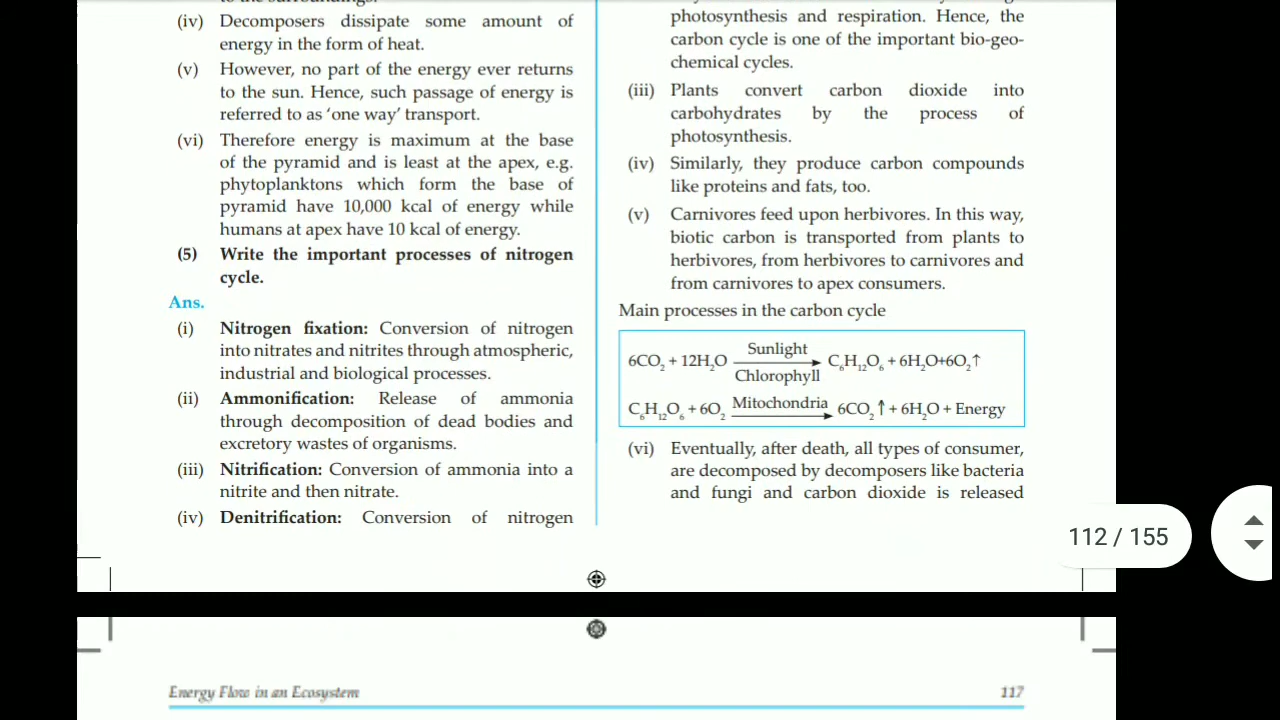 (iv) Decomposers dissipate some amount of
energy in the form of heat.
(v) However, no part of the energy ever returns
to the sun. Hence, such passage of energy is
referred to as ‘one way’ transport.
(vi) Therefore energy is maximum at the base
of the pyramid and is least at the apex, e.g.
phytoplanktons which form the base of
pyramid have 10,000 kcal of energy while
humans at apex have 10 kcal of energy.
(5) Write the important processes of nitrogen
cycle.
Ans.
(i) Nitrogen fixation: Conversion of nitrogen
into nitrates and nitrites through atmospheric,
industrial and biological processes.
(ii) Ammonification: Release of ammonia
through decomposition of dead bodies and
excretory wastes of organisms.
(iii) Nitrification: Conversion of ammonia into a
nitrite and then nitrate.
(iv) Denitrification: Conversion of nitrogen
photosynthesis and respiration. Hence, the
carbon cycle is one of the important bio-geo-
chemical cycles.
(iii) Plants convert carbon dioxide into
carbohydrates by the process of
photosynthesis.
(iv) Similarly, they produce carbon compounds
like proteins and fats, too.
(v) Carnivores feed upon herbivores. In this way,
biotic carbon is transported from plants to
herbivores, from herbivores to carnivores and
from carnivores to apex consumers.
Main processes in the carbon cycle
Sunlight
6CO₂ + 12H₂O → C₆H₁₂O₆ + 6H₂O+6O₂↑
Chlorophyll
Mitochondria
C₆H₁₂O₆ + 6O₂ → 6CO₂ ↑ + 6H₂O + Energy
(vi) Eventually, after death, all types of consumer,
are decomposed by decomposers like bacteria
and fungi and carbon dioxide is released
112 / 155
Energy Flow in an Ecosystem 117